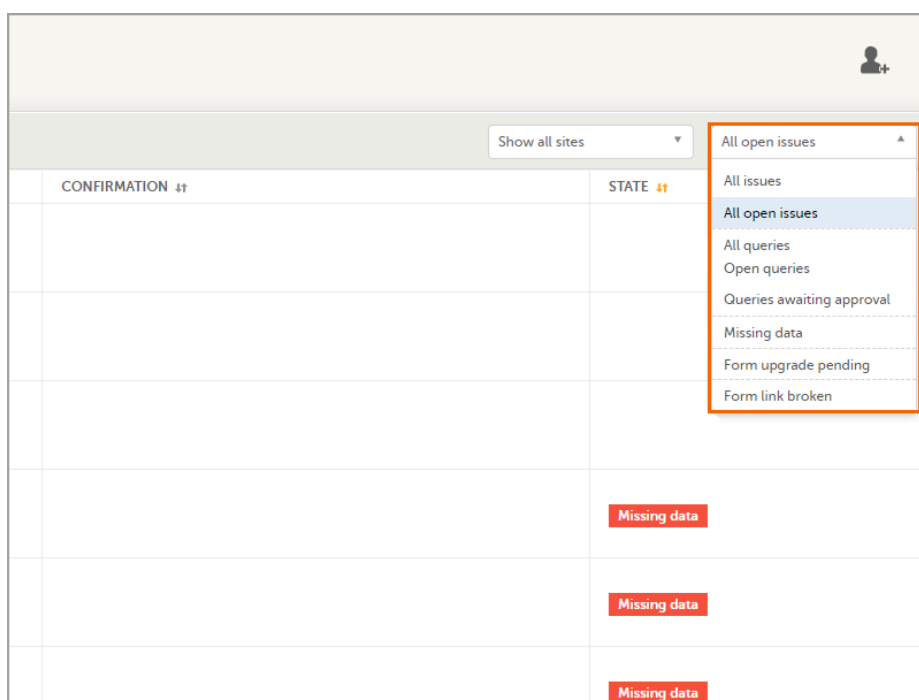 Show all sites
All open issues
CONFIRMATION
STATE
All issues
All open issues
All queries
Open queries
Queries awaiting approval
Missing data
Form upgrade pending
Form link broken
Missing data
Missing data
Missing data